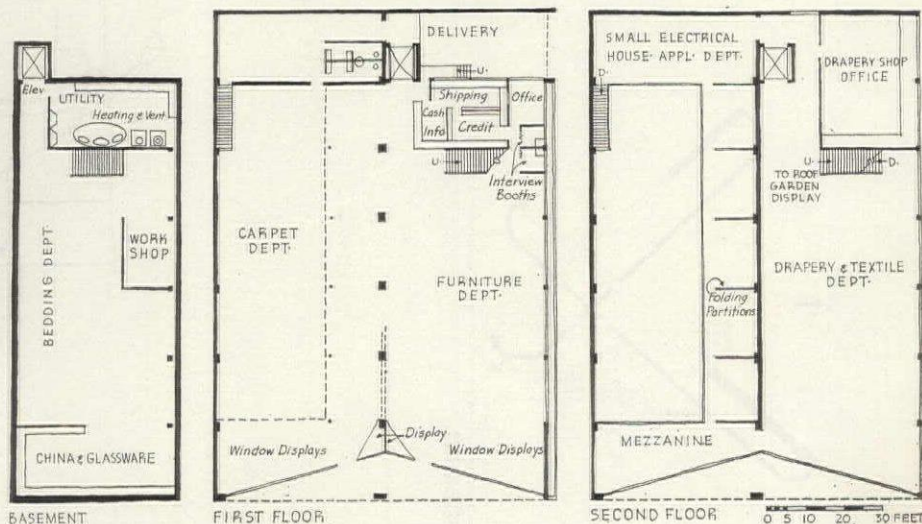 Elev
UTILITY
Heating & Vent
BEDDING DEPT.
WORK
SHOP
CHINA & GLASSWARE
BASEMENT
DELIVERY
U.
Shipping
Office
Cash
Info
Credit
U.
Interview
Booths
CARPET
DEPT.
FURNITURE
DEPT.
Display
Window Displays
Window Displays
FIRST FLOOR
SMALL ELECTRICAL
HOUSE APPL. DEPT.
D.
DRAPERY SHOP
OFFICE
U.
D.
TO ROOF
GARDEN
DISPLAY
DRAPERY & TEXTILE
DEPT.
Folding
Partitions
MEZZANINE
SECOND FLOOR
0 5 10 20 30 FEET